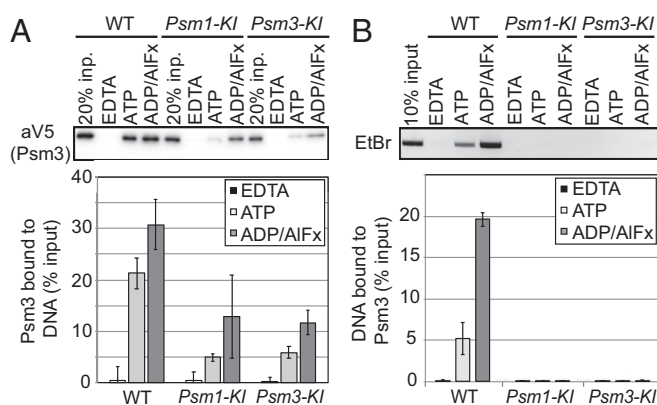 A
WT
Psm1-KI
Psm3-KI
20% inp.
EDTA
ATP
ADP/AlFx
20% inp.
EDTA
ATP
ADP/AlFx
20% inp.
EDTA
ATP
ADP/AlFx
aV5
(Psm3)
EDTA
ATP
ADP/AlFx
Psm3 bound to
DNA (% input)
40
30
20
10
0
WT
Psm1-KI
Psm3-KI
B
WT
Psm1-KI
Psm3-KI
10% input
EDTA
ATP
ADP/AlFx
EDTA
ATP
ADP/AlFx
EDTA
ATP
ADP/AlFx
EtBr
EDTA
ATP
ADP/AlFx
DNA bound to
Psm3 (% input)
20
15
10
5
0
WT
Psm1-KI
Psm3-KI